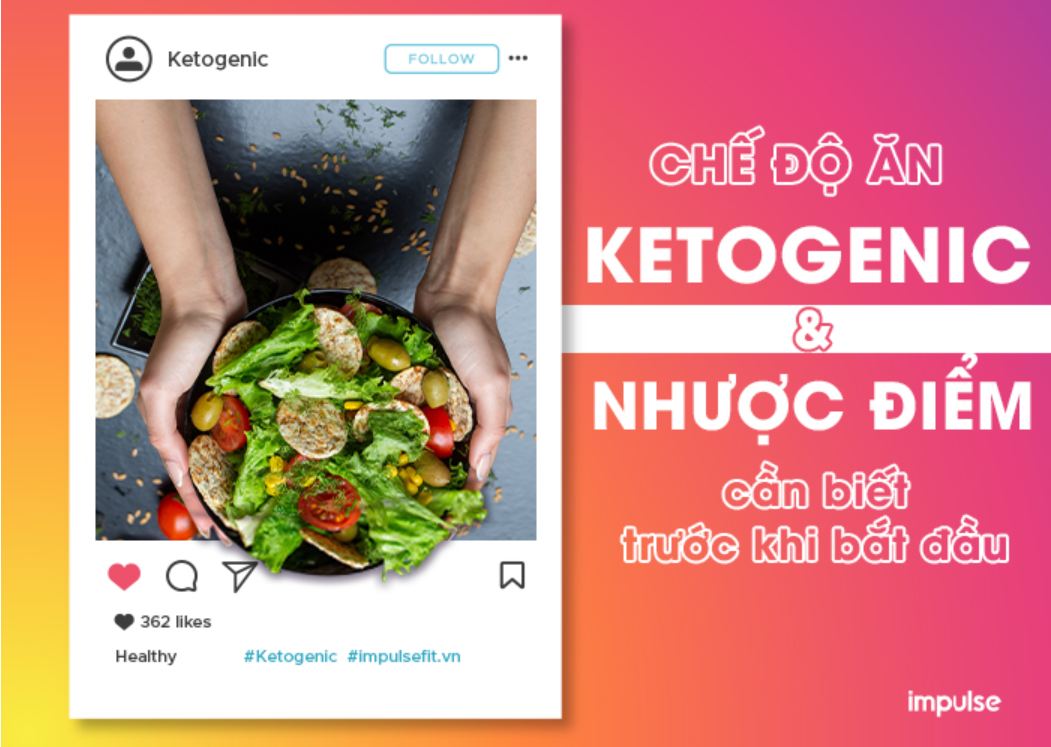 Ketogenic
FOLLOW
362 likes
Healthy #Ketogenic #impulsefit.vn
CHẾ ĐỘ ĂN
KETOGENIC
&
NHƯỢC ĐIỂM
cần biết
trước khi bắt đầu
impulse